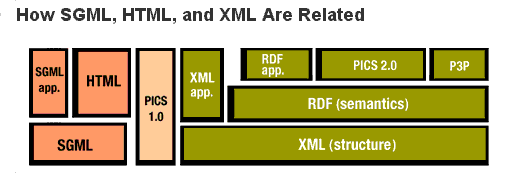 How SGML, HTML, and XML Are Related
SGML
app.
HTML
PICS
1.0
XML
app.
RDF
app.
PICS 2.0
P3P
RDF (semantics)
SGML
XML (structure)